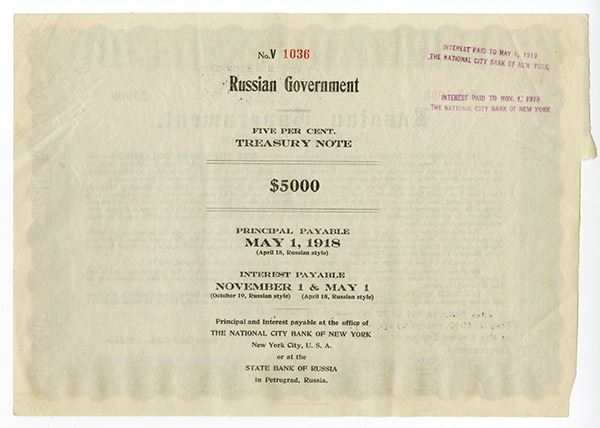 No. V 1036
Russian Government
FIVE PER CENT.
TREASURY NOTE
$5000
PRINCIPAL PAYABLE
MAY 1, 1918
(April 18, Russian style)
INTEREST PAYABLE
NOVEMBER 1 & MAY 1
(October 19, Russian style) (April 18, Russian style)
Principal and Interest payable at the office of
THE NATIONAL CITY BANK OF NEW YORK
New York City, U. S. A.
or at the
STATE BANK OF RUSSIA
in Petrograd, Russia.
INTEREST PAID TO MAY 1, 1919
THE NATIONAL CITY BANK OF NEW YORK
INTEREST PAID TO NOV. 1, 1919
THE NATIONAL CITY BANK OF NEW YORK